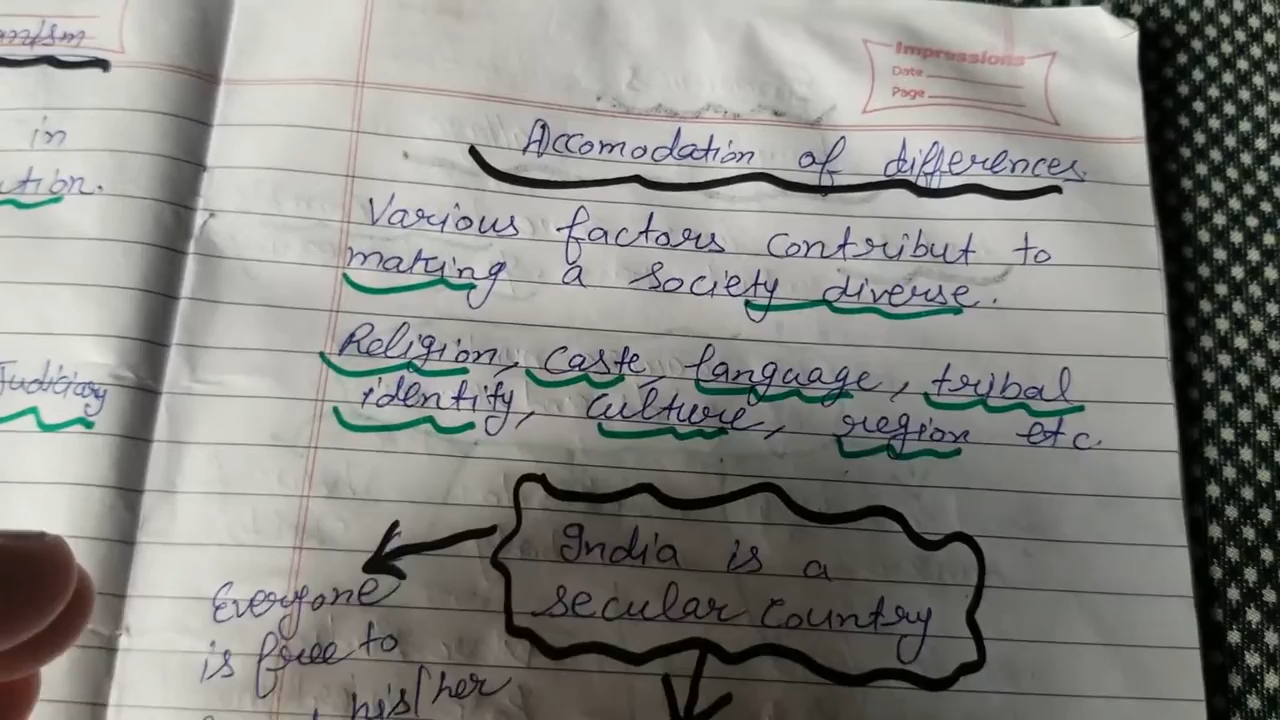 in
Judiciary
Impressions
Date
Page
Accomodation of differences
Various factors contribut to
making a society diverse.
Religion, caste, language, tribal
identity, culture, region etc.
India is a
secular country
Everyone
is free to
his/her